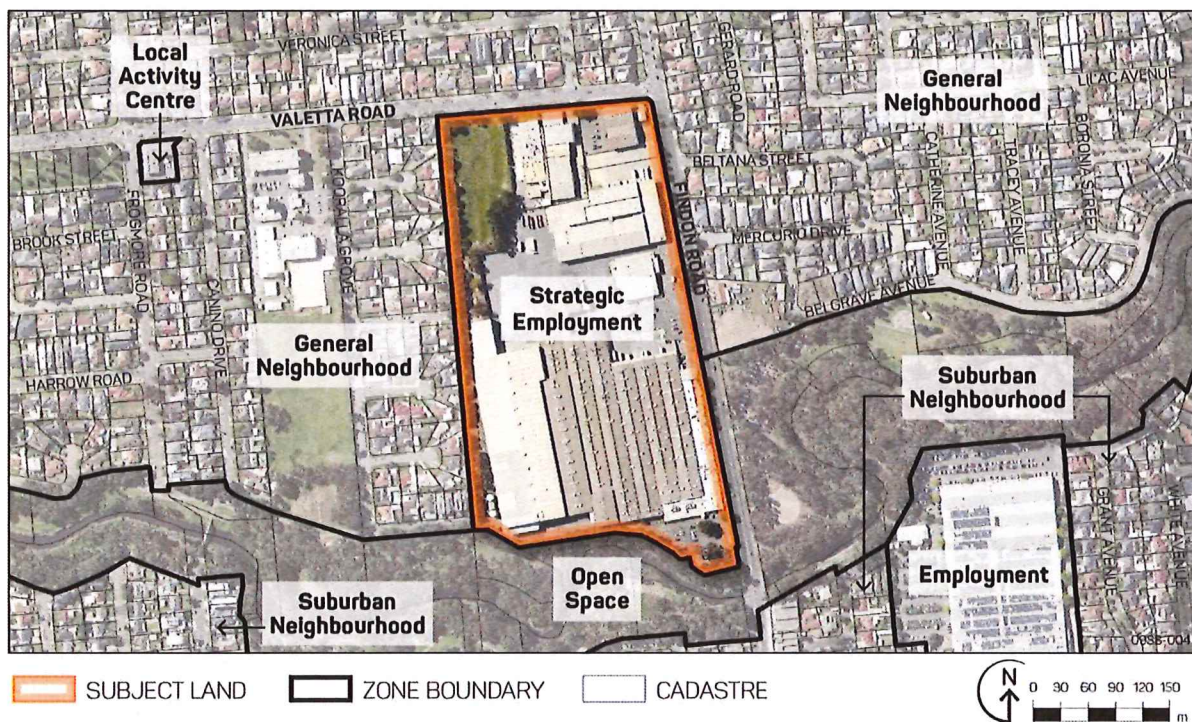 VERONICA STREET
GERARD ROAD
LILAC AVENUE
Local
Activity
Centre
General
Neighbourhood
VALETTA ROAD
BELTANA STREET
CATHERINE AVENUE
TRACEY AVENUE
BORONIA STREET
FINDON ROAD
KOORALLA GROVE
FROGMORE ROAD
BROOK STREET
MERCURIO DRIVE
CANNING DRIVE
BELGRAVE AVENUE
Strategic
Employment
General
Neighbourhood
HARROW ROAD
Suburban
Neighbourhood
Open
Space
Suburban
Neighbourhood
Employment
SUBJECT LAND
ZONE BOUNDARY
CADASTRE
N
0 30 60 90 120 150
m